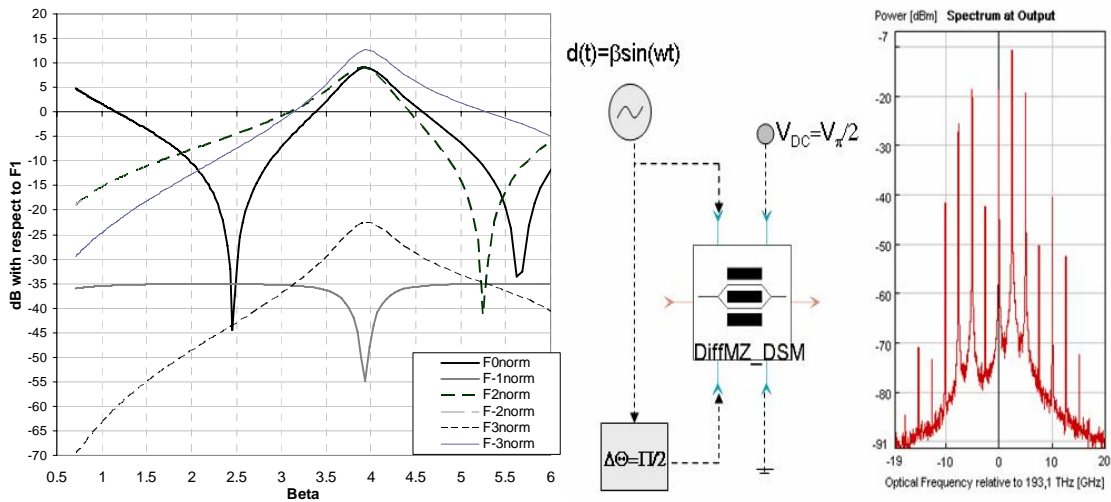 dB with respect to F1
20
15
10
5
0
-5
-10
-15
-20
-25
-30
-35
-40
-45
-50
-55
-60
-65
-70
0.5 1 1.5 2 2.5 3 3.5 4 4.5 5 5.5 6
Beta
F0norm
F-1norm
F2norm
F-2norm
F3norm
F-3norm
d(t)=βsin(wt)
V_DC=V_π/2
DiffMZ_DSM
ΔΘ=Π/2
Power [dBm] Spectrum at Output
-7
-20
-30
-40
-50
-60
-70
-80
-91
-19 -10 0 10 20
Optical Frequency relative to 193,1 THz [GHz]